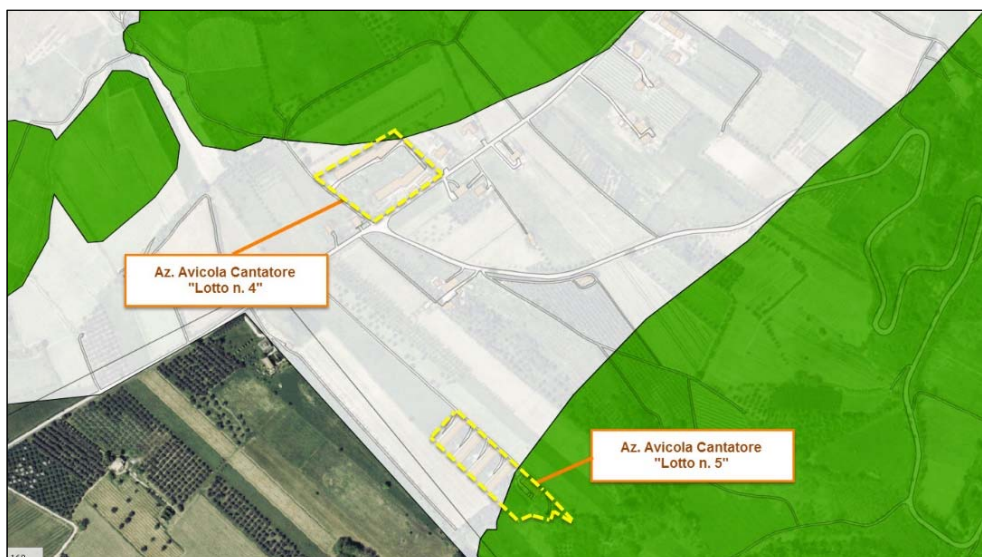 Az. Avicola Cantatore
"Lotto n. 4"
Az. Avicola Cantatore
"Lotto n. 5"